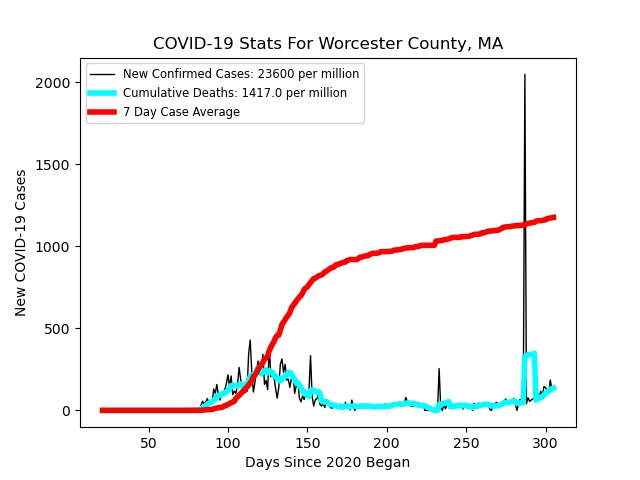 COVID-19 Stats For Worcester County, MA
New Confirmed Cases: 23600 per million
Cumulative Deaths: 1417.0 per million
7 Day Case Average
New COVID-19 Cases
2000
1500
1000
500
0
50 100 150 200 250 300
Days Since 2020 Began